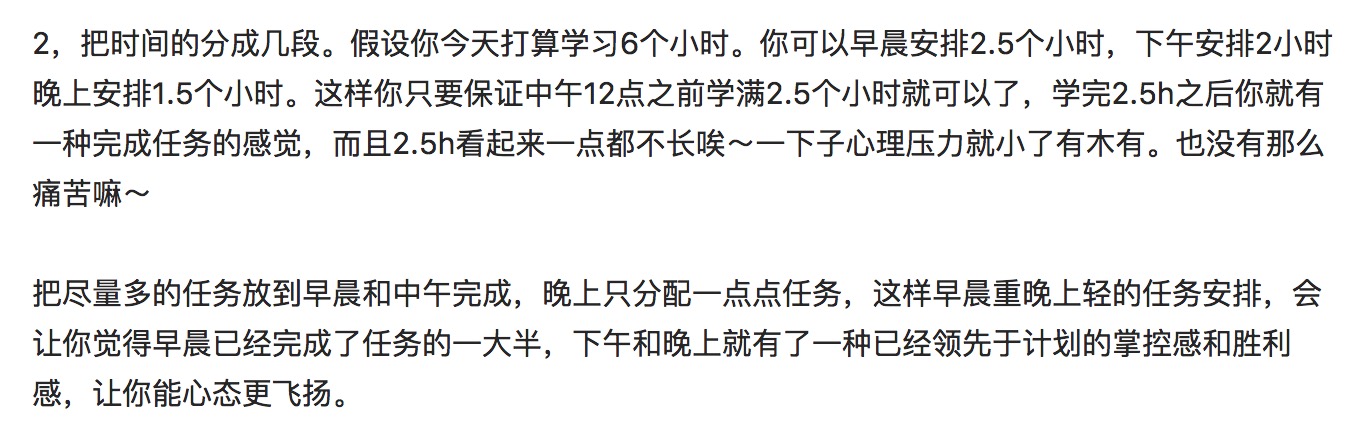 2，把时间的分成几段。假设你今天打算学习6个小时。你可以早晨安排2.5个小时，下午安排2小时
晚上安排1.5个小时。这样你只要保证中午12点之前学满2.5个小时就可以了，学完2.5h之后你就有
一种完成任务的感觉，而且2.5h看起来一点都不长唉～一下子心理压力就小了有木有。也没有那么
痛苦嘛～
把尽量多的任务放到早晨和中午完成，晚上只分配一点点任务，这样早晨重晚上轻的任务安排，会
让你觉得早晨已经完成了任务的一大半，下午和晚上就有了一种已经领先于计划的掌控感和胜利
感，让你能心态更飞扬。